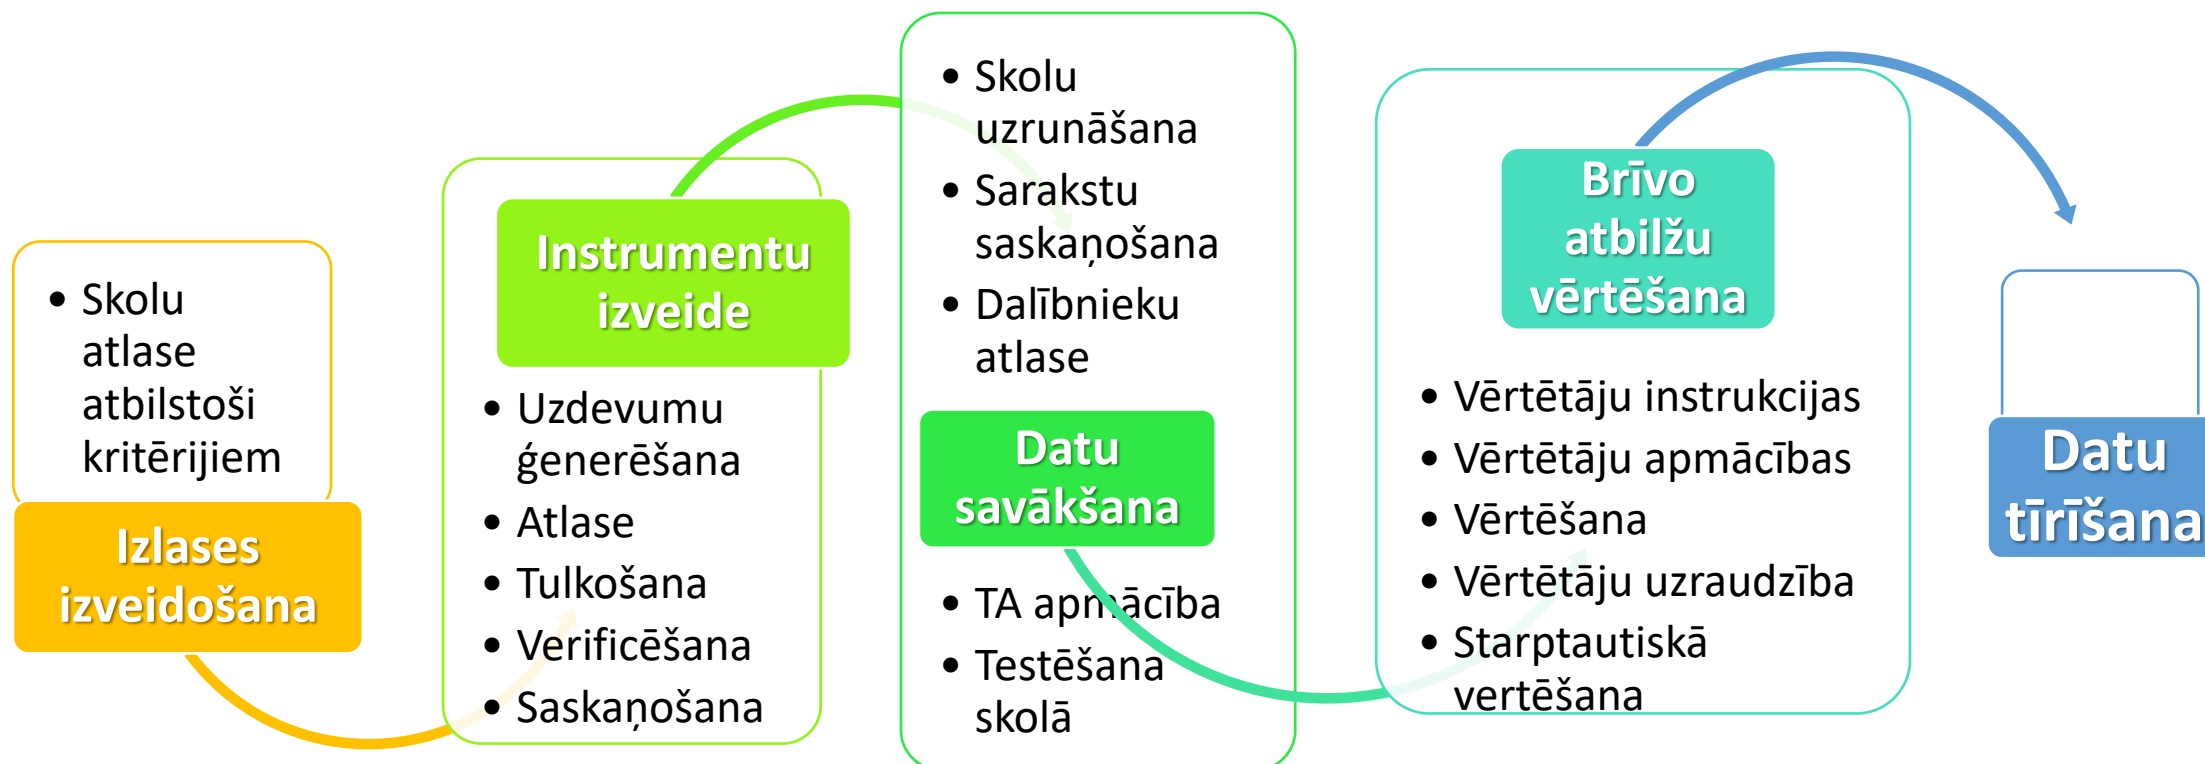 • Skolu
atlase
atbilstoši
kritērijiem
Izlases
izveidošana
Instrumentu
izveide
• Uzdevumu
ģenerēšana
• Atlase
• Tulkošana
• Verificēšana
• Saskaņošana
• Skolu
uzrunāšana
• Sarakstu
saskaņošana
• Dalībnieku
atlase
Datu
savākšana
• TA apmācība
• Testēšana
skolā
Brīvo
atbilžu
vērtēšana
• Vērtētāju instrukcijas
• Vērtētāju apmācības
• Vērtēšana
• Vērtētāju uzraudzība
• Starptautiskā
vertēšana
Datu
tīrīšana